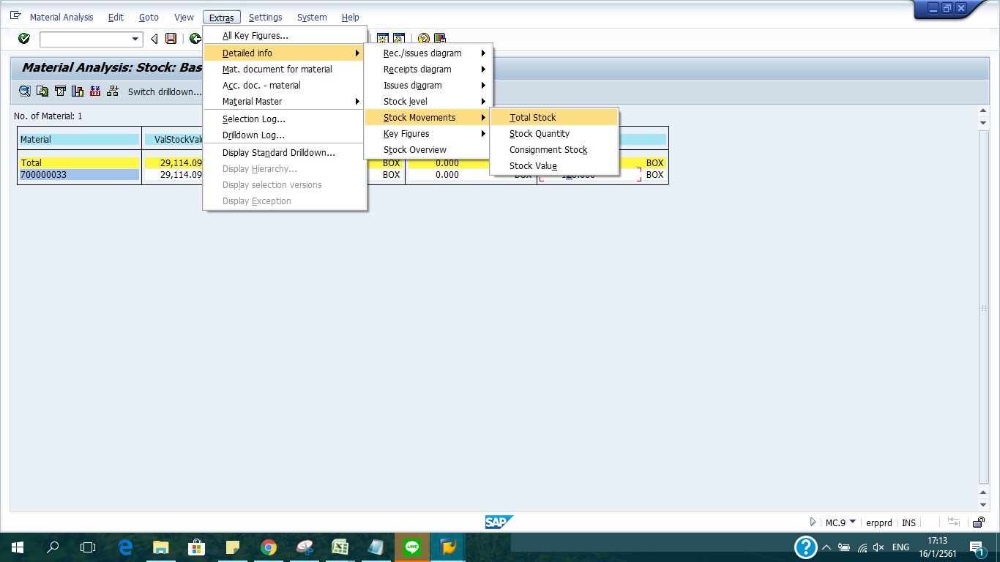 Material Analysis Edit Goto View Extras Settings System Help
Material Analysis: Stock: Bas
Switch drilldown...
No. of Material: 1
Material ValStockValu
Total 29,114.09 BOX 0.000
700000033 29,114.09 BOX 0.000 120.000 BOX
All Key Figures...
Detailed info
Mat. document for material
Acc. doc. - material
Material Master
Selection Log...
Drilldown Log...
Display Standard Drilldown...
Display Hierarchy...
Display selection versions
Display Exception
Rec./issues diagram
Receipts diagram
Issues diagram
Stock level
Stock Movements
Key Figures
Stock Overview
Total Stock
Stock Quantity
Consignment Stock
Stock Value
BOX
SAP
MC.9 erpprd INS
LINE
ENG
17:13
16/1/2561
1